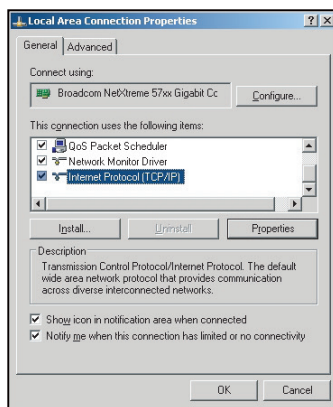 Local Area Connection Properties
General Advanced
Connect using:
Broadcom NetXtreme 57xx Gigabit Cc
Configure...
This connection uses the following items:
QoS Packet Scheduler
Network Monitor Driver
Internet Protocol (TCP/IP)
Install... Uninstall Properties
Description
Transmission Control Protocol/Internet Protocol. The default
wide area network protocol that provides communication
across diverse interconnected networks.
Show icon in notification area when connected
Notify me when this connection has limited or no connectivity
OK Cancel